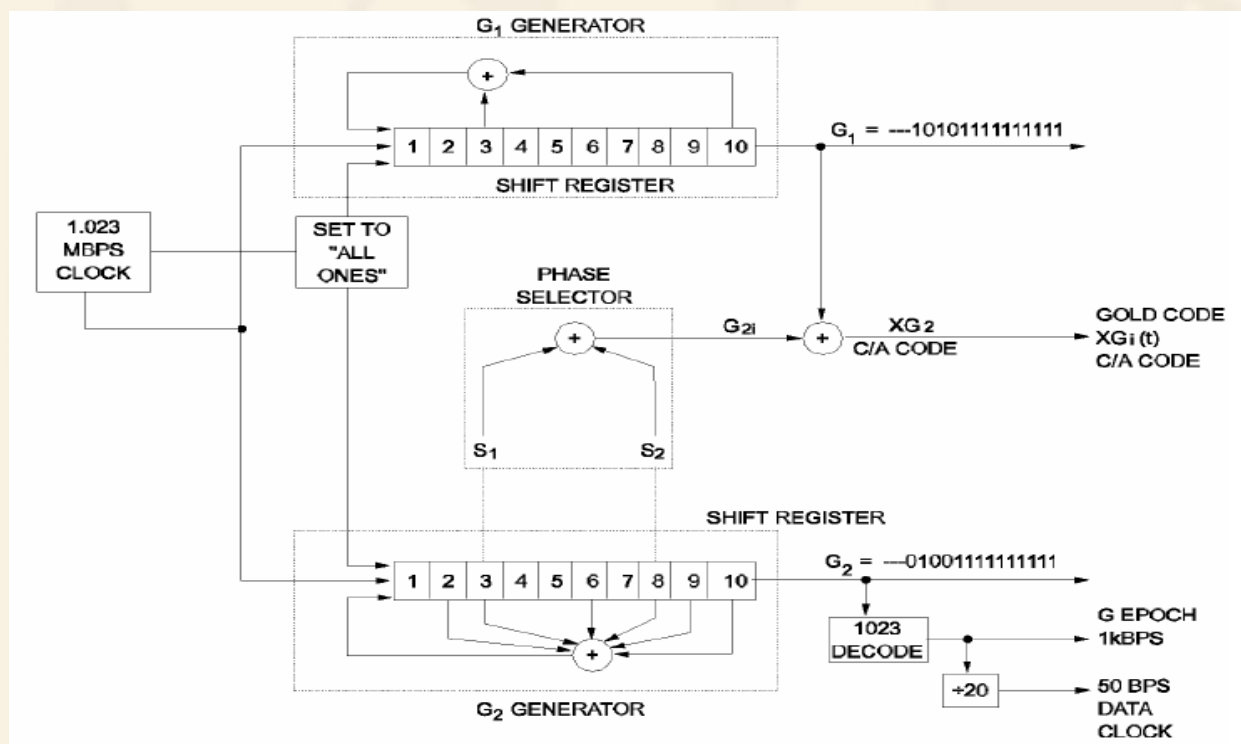 G1 GENERATOR
+
1 2 3 4 5 6 7 8 9 10
G1 = ---10101111111111
SHIFT REGISTER
1.023
MBPS
CLOCK
SET TO
"ALL
ONES"
PHASE
SELECTOR
+
G2i
+
XG2
C/A CODE
GOLD CODE
XGi (t)
C/A CODE
S1
S2
SHIFT REGISTER
1 2 3 4 5 6 7 8 9 10
G2 = ---01001111111111
+
1023
DECODE
G EPOCH
1kBPS
÷20
50 BPS
DATA
CLOCK
G2 GENERATOR